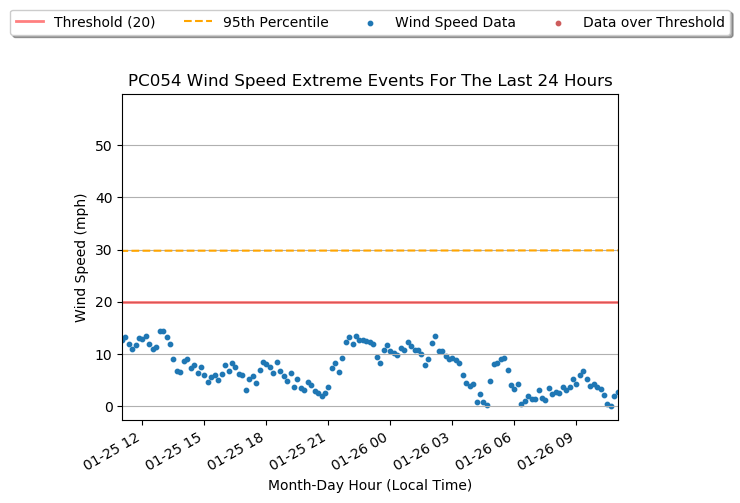 Threshold (20) 95th Percentile Wind Speed Data Data over Threshold
PC054 Wind Speed Extreme Events For The Last 24 Hours
50
40
30
20
10
0
Wind Speed (mph)
01-25 12 01-25 15 01-25 18 01-25 21 01-26 00 01-26 03 01-26 06 01-26 09
Month-Day Hour (Local Time)